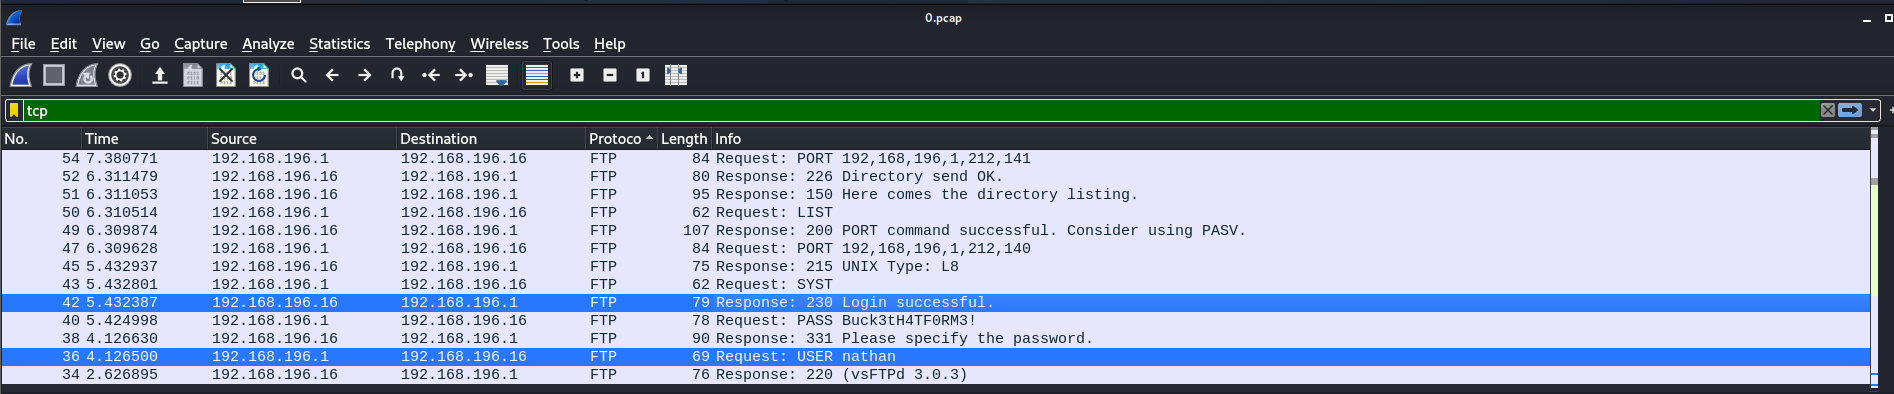 0.pcap
File Edit View Go Capture Analyze Statistics Telephony Wireless Tools Help
tcp
No. Time Source Destination Protoco Length Info
54 7.380771 192.168.196.1 192.168.196.16 FTP 84 Request: PORT 192,168,196,1,212,141
52 6.311479 192.168.196.16 192.168.196.1 FTP 80 Response: 226 Directory send OK.
51 6.311053 192.168.196.16 192.168.196.1 FTP 95 Response: 150 Here comes the directory listing.
50 6.310514 192.168.196.1 192.168.196.16 FTP 62 Request: LIST
49 6.309874 192.168.196.16 192.168.196.1 FTP 107 Response: 200 PORT command successful. Consider using PASV.
47 6.309628 192.168.196.1 192.168.196.16 FTP 84 Request: PORT 192,168,196,1,212,140
45 5.432937 192.168.196.16 192.168.196.1 FTP 75 Response: 215 UNIX Type: L8
43 5.432801 192.168.196.1 192.168.196.16 FTP 62 Request: SYST
42 5.432387 192.168.196.16 192.168.196.1 FTP 79 Response: 230 Login successful.
40 5.424998 192.168.196.1 192.168.196.16 FTP 78 Request: PASS Buck3tH4TF0RM3!
38 4.126630 192.168.196.16 192.168.196.1 FTP 90 Response: 331 Please specify the password.
36 4.126500 192.168.196.1 192.168.196.16 FTP 69 Request: USER nathan
34 2.626895 192.168.196.16 192.168.196.1 FTP 76 Response: 220 (vsFTPd 3.0.3)